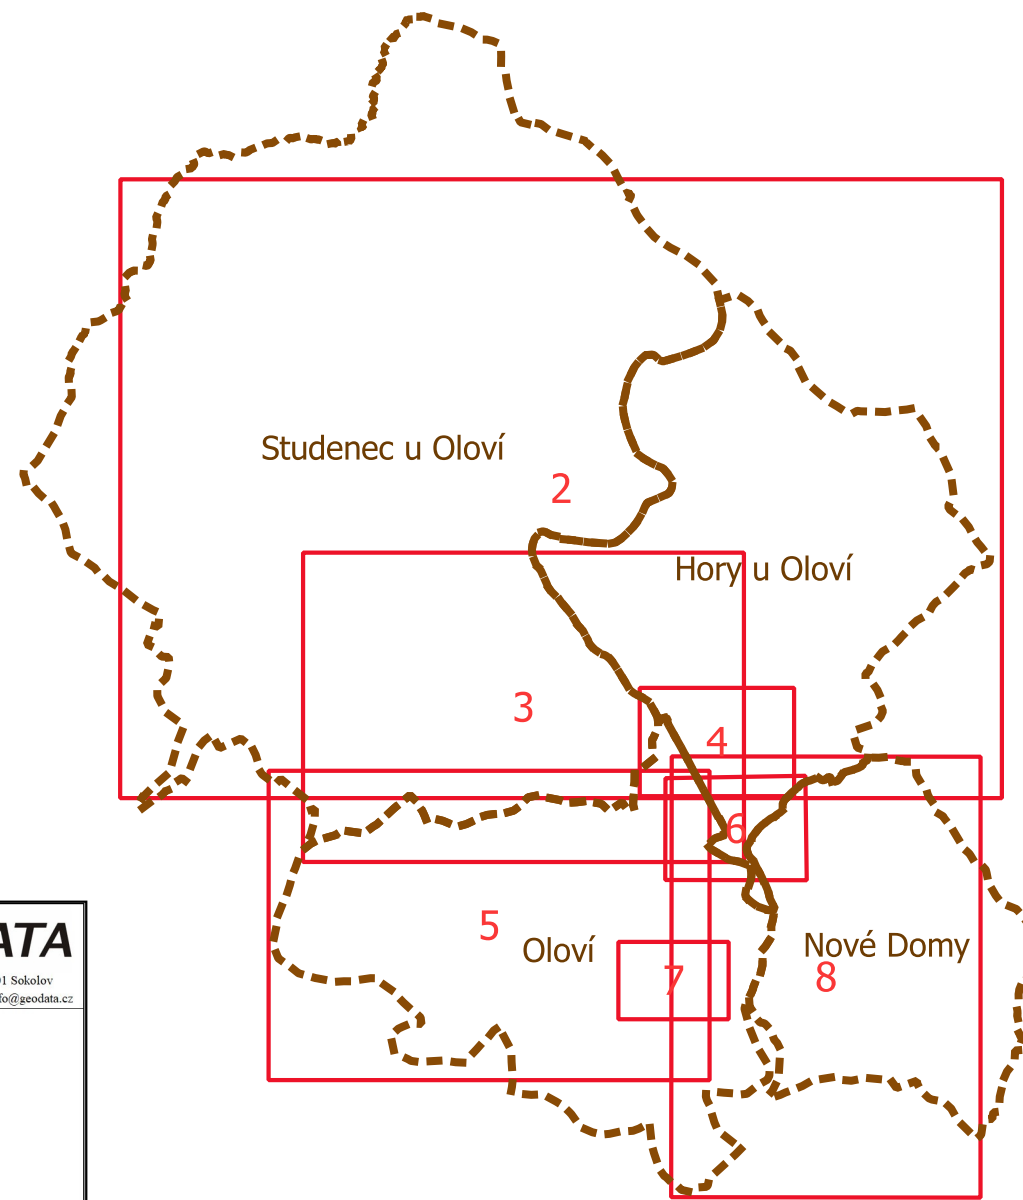 Studenec u Oloví
2
Hory u Oloví
3
4
6
5
Oloví
Nové Domy
7
8
ATA
Sokolov
@geodata.cz